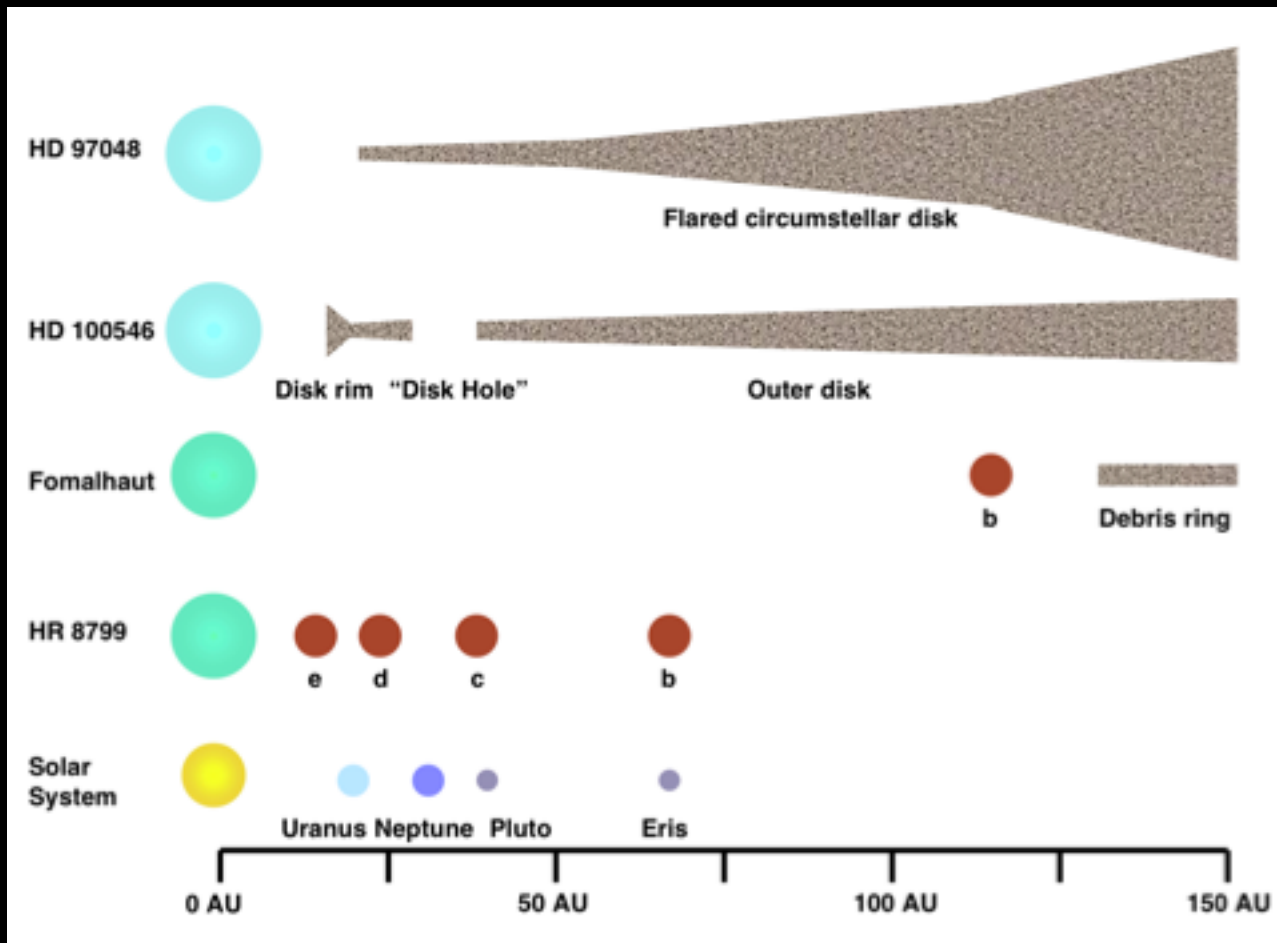 HD 97048
Flared circumstellar disk
HD 100546
Disk rim “Disk Hole”
Outer disk
Fomalhaut
b
Debris ring
HR 8799
e
d
c
b
Solar
System
Uranus Neptune Pluto
Eris
0 AU
50 AU
100 AU
150 AU